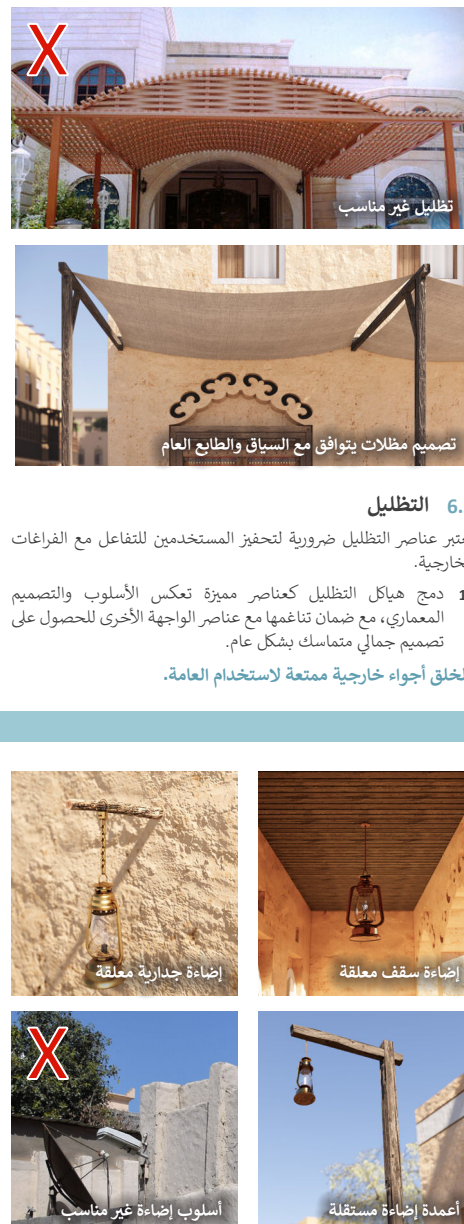 X
تظليل غير مناسب
تصميم مظلات يتوافق مع السياق والطابع العام
6. التظليل
عتبر عناصر التظليل ضرورية لتحفيز المستخدمين للتفاعل مع الفراغات
خارجية.
1 دمج هياكل التظليل كعناصر مميزة تعكس الأسلوب والتصميم
المعماري، مع ضمان تناغمها مع عناصر الواجهة الأخرى للحصول على
تصميم جمالي متماسك بشكل عام.
لخلق أجواء خارجية ممتعة لاستخدام العامة.
إضاءة سقف معلقة
إضاءة جدارية معلقة
أعمدة إضاءة مستقلة
X
أسلوب إضاءة غير مناسب